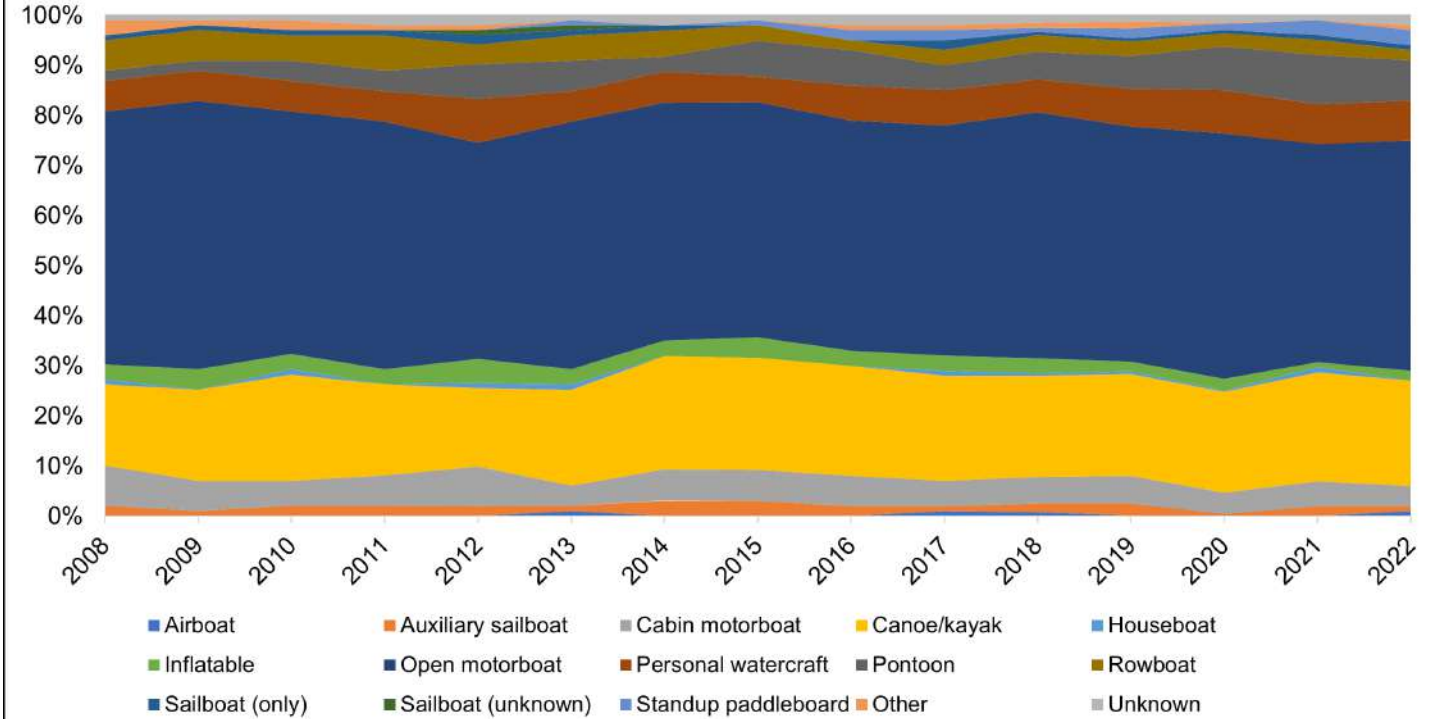 100%
90%
80%
70%
60%
50%
40%
30%
20%
10%
0%
2008 2009 2010 2011 2012 2013 2014 2015 2016 2017 2018 2019 2020 2021 2022
Airboat Auxiliary sailboat Cabin motorboat Canoe/kayak Houseboat
Inflatable Open motorboat Personal watercraft Pontoon Rowboat
Sailboat (only) Sailboat (unknown) Standup paddleboard Other Unknown